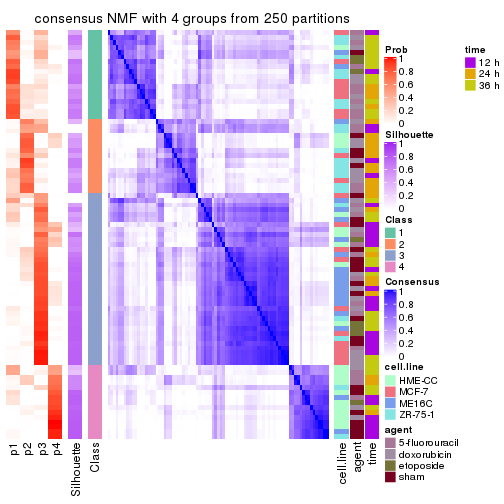 consensus NMF with 4 groups from 250 partitions
Prob
1
0.8
0.6
0.4
0.2
0
time
12 h
24 h
36 h
Silhouette
1
0.8
0.6
0.4
0.2
0
Class
1
2
3
4
Consensus
1
0.8
0.6
0.4
0.2
0
cell.line
HME-CC
MCF-7
ME16C
ZR-75-1
agent
5-fluorouracil
doxorubicin
etoposide
sham
p1
p2
p3
p4
Silhouette
Class
cell.line
agent
time